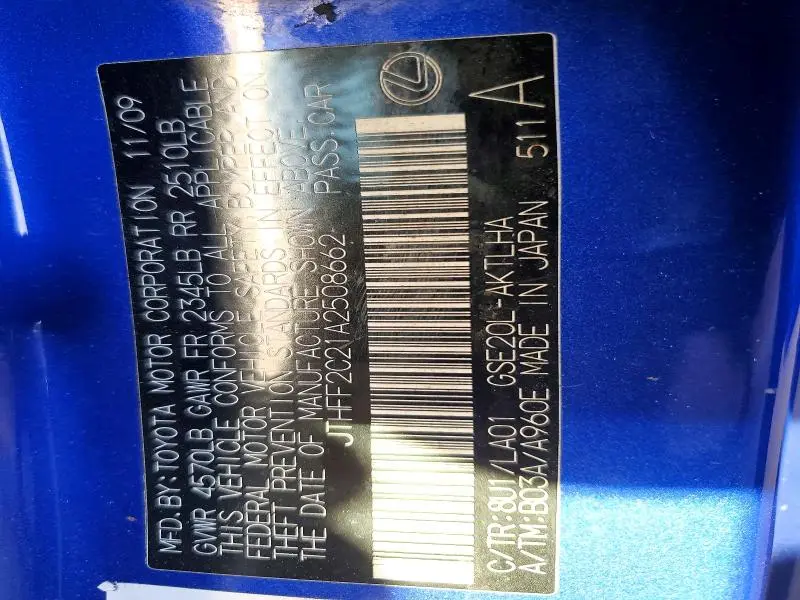 MFD.BY:TOYOTA MOTOR CORPORATION 11/09
GVWR 4570LB GAWR FR 2345LB RR 2510LB
THIS VEHICLE CONFORMS TO ALL APPLICABLE
FEDERAL MOTOR VEHICLE SAFETY, BUMPER, AND
THEFT PREVENTION STANDARDS IN EFFECT ON
THE DATE OF MANUFACTURE SHOWN ABOVE.
JTHFF2C21A2508662 PASS.CAR
C/TR:8U1/LA01 GSE20L-AKTLHA
A/TM:B03A/A960E MADE IN JAPAN 511 A